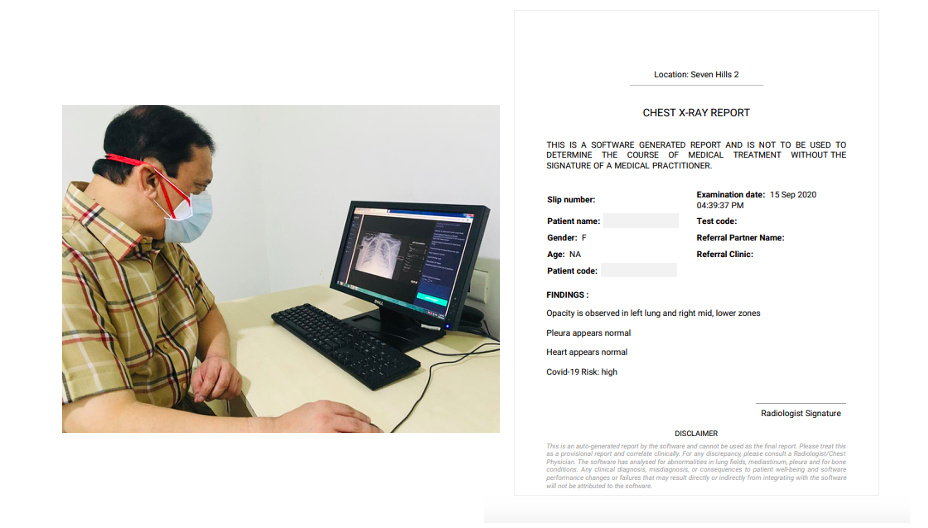 Location: Seven Hills 2
CHEST X-RAY REPORT
THIS IS A SOFTWARE GENERATED REPORT AND IS NOT TO BE USED TO
DETERMINE THE COURSE OF MEDICAL TREATMENT WITHOUT THE
SIGNATURE OF A MEDICAL PRACTITIONER.
Slip number:
Examination date: 15 Sep 2020
04:39:37 PM
Patient name:
Test code:
Gender: F
Referral Partner Name:
Age: NA
Referral Clinic:
Patient code:
FINDINGS :
Opacity is observed in left lung and right mid, lower zones
Pleura appears normal
Heart appears normal
Covid-19 Risk: high
Radiologist Signature
DISCLAIMER
This is an auto-generated report by the software and cannot be used as the final report. Please treat this
as a provisional report and correlate clinically. For any discrepancy, please consult a Radiologist/Chest
Physician. The software has analysed for abnormalities in lung fields, mediastinum, pleura and for bone
conditions. Any clinical diagnosis, misdiagnosis, or consequences to patient well-being and software
performance changes or failures that may result directly or indirectly from integrating with the software
will not be attributed to the software.
DELL